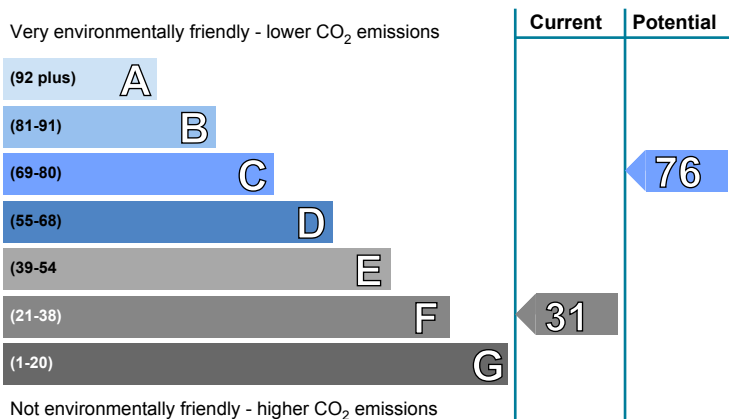 Current Potential
Very environmentally friendly - lower CO2 emissions
(92 plus) A
(81-91) B
(69-80) C
76
(55-68) D
(39-54 E
(21-38) F
31
(1-20) G
Not environmentally friendly - higher CO2 emissions